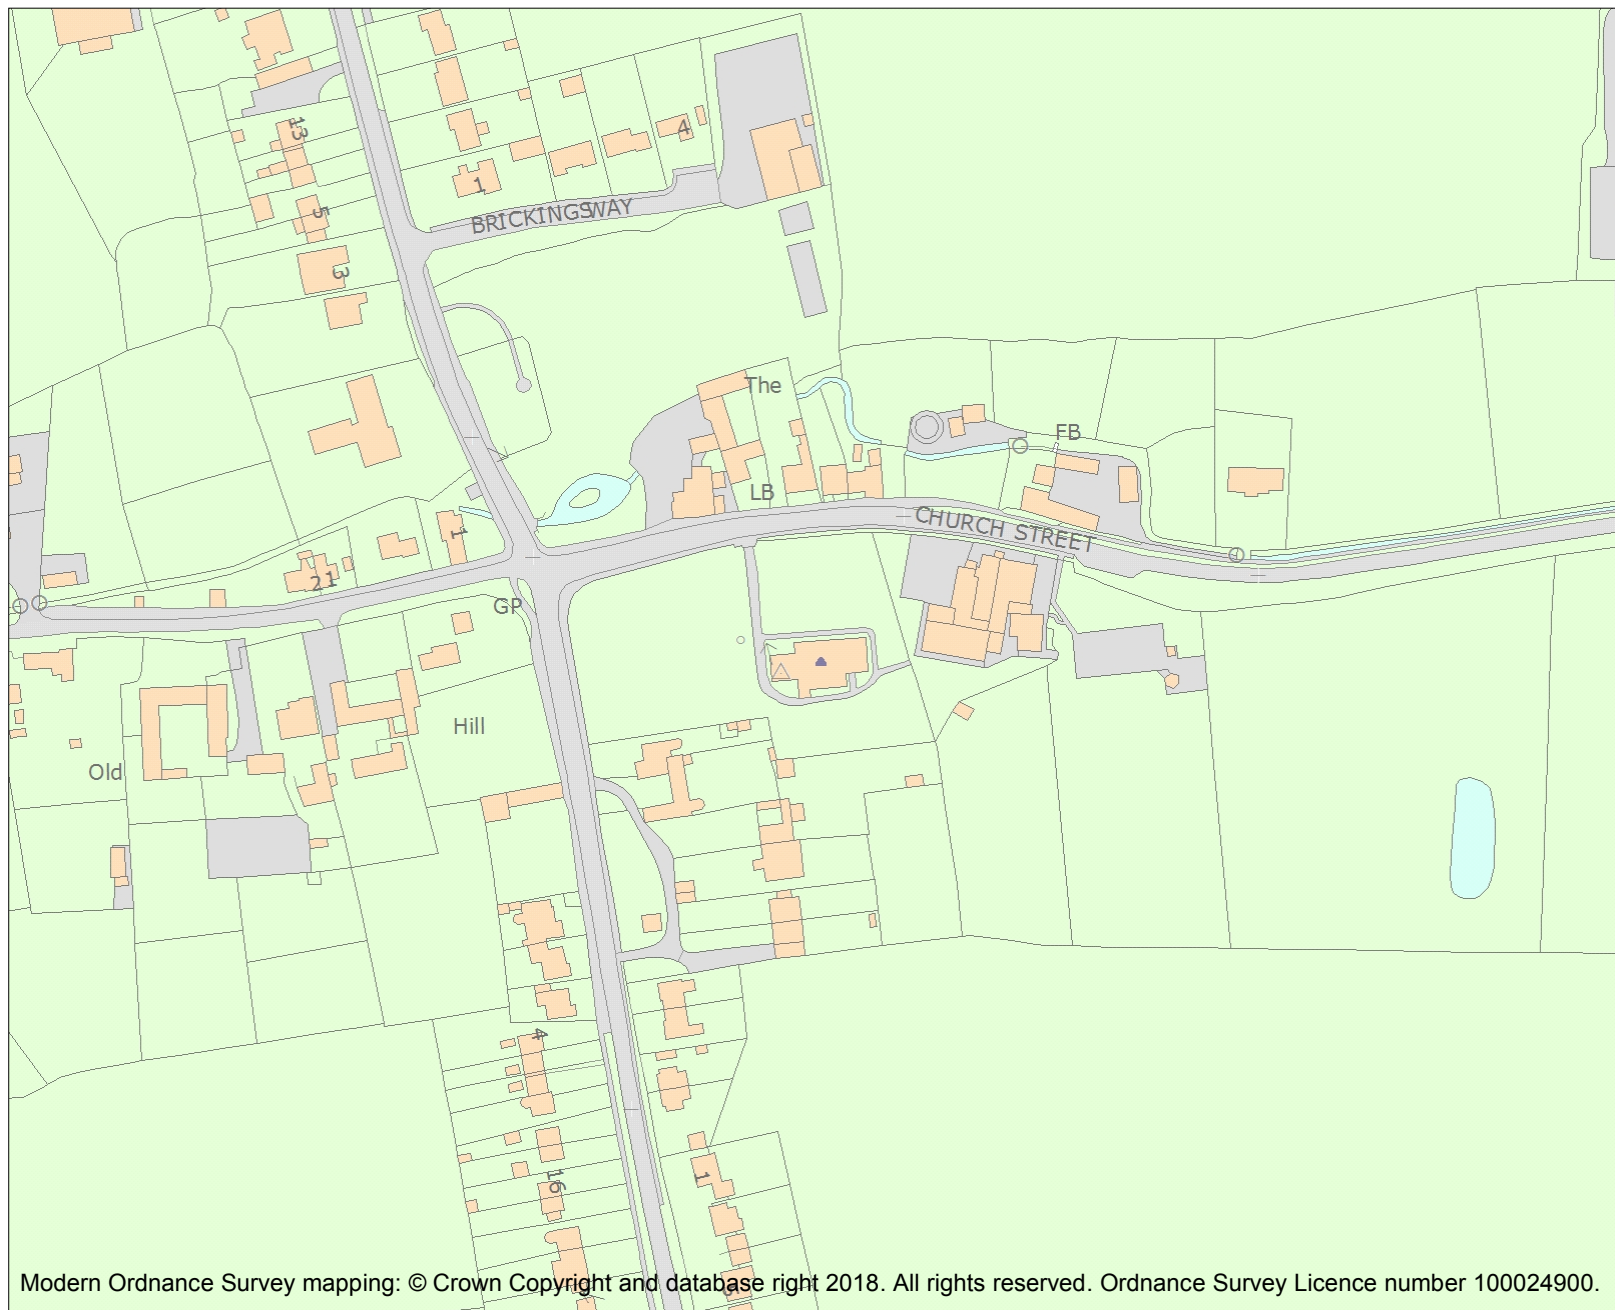 13
4
1
5
BRICKINGSWAY
3
The
FB
LB
1
CHURCH STREET
21
GP
Hill
Old
4
16
1
Modern Ordnance Survey mapping: © Crown Copyright and database right 2018. All rights reserved. Ordnance Survey Licence number 100024900.